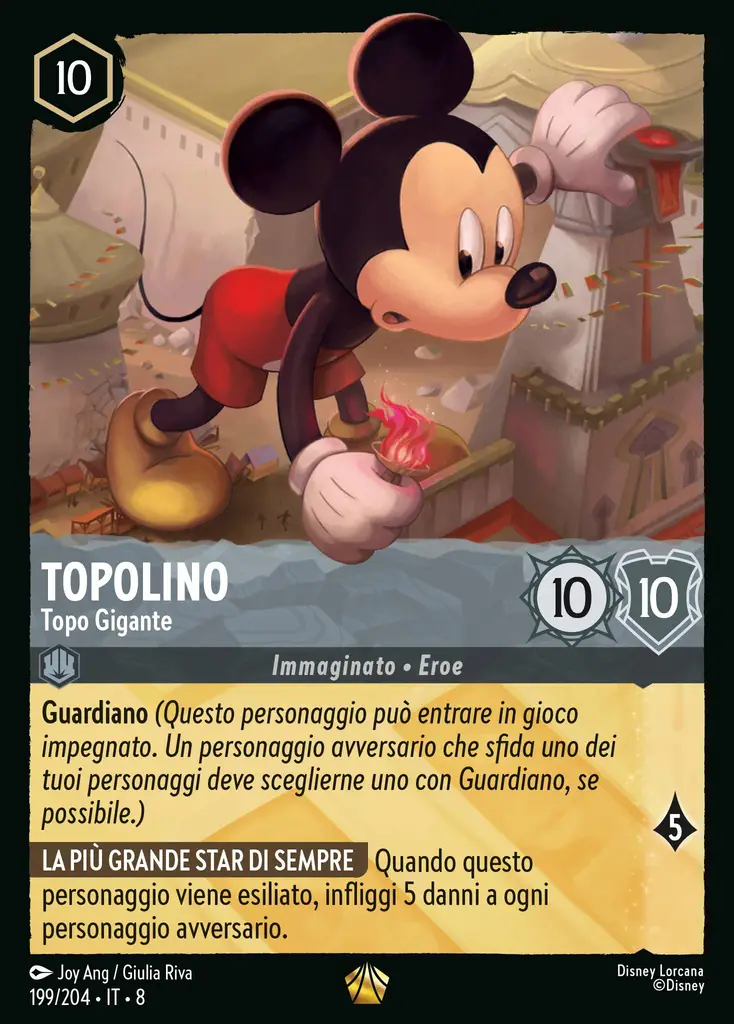 10
TOPOLINO
Topo Gigante
10
10
Immaginato • Eroe
Guardiano (Questo personaggio può entrare in gioco
impegnato. Un personaggio avversario che sfida uno dei
tuoi personaggi deve sceglierne uno con Guardiano, se
possibile.)
5
LA PIÙ GRANDE STAR DI SEMPRE Quando questo
personaggio viene esiliato, infliggi 5 danni a ogni
personaggio avversario.
Joy Ang / Giulia Riva
199/204 • IT • 8
Disney Lorcana
©Disney